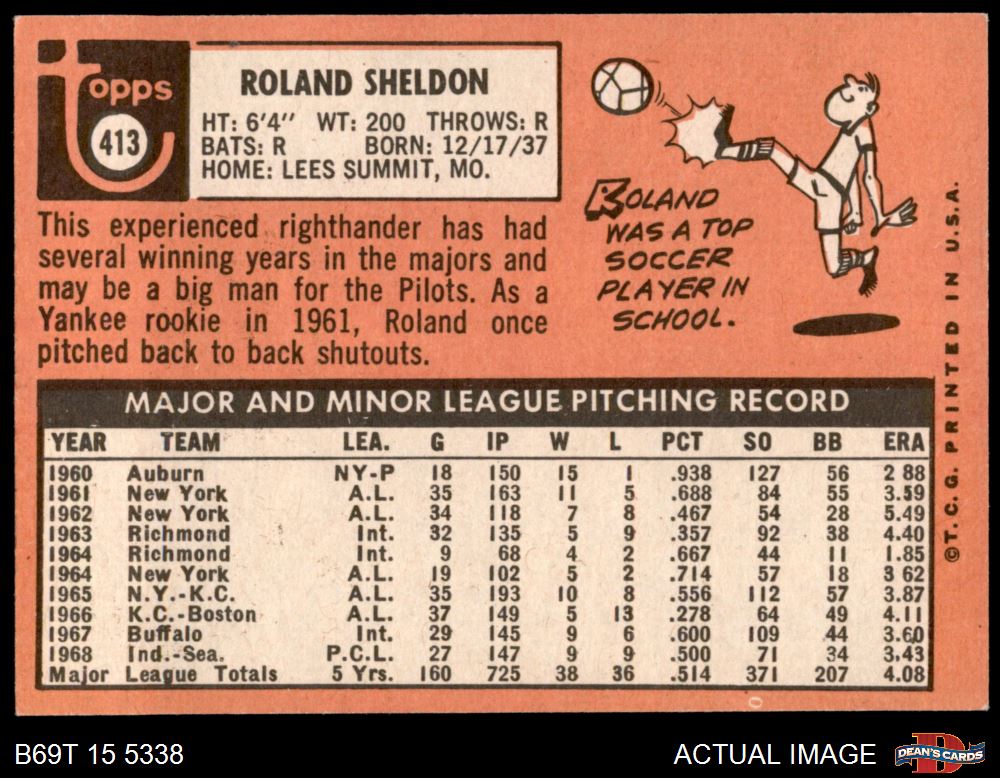 Topps
413
ROLAND SHELDON
HT: 6'4" WT: 200 THROWS: R
BATS: R BORN: 12/17/37
HOME: LEES SUMMIT, MO.
This experienced righthander has had
several winning years in the majors and
may be a big man for the Pilots. As a
Yankee rookie in 1961, Roland once
pitched back to back shutouts.
ROLAND
WAS A TOP
SOCCER
PLAYER IN
SCHOOL.
©T.C.G. PRINTED IN U.S.A.
MAJOR AND MINOR LEAGUE PITCHING RECORD
YEAR TEAM LEA. G IP W L PCT SO BB ERA
1960 Auburn NY-P 18 150 15 1 .938 127 56 2 88
1961 New York A.L. 35 163 11 5 .688 84 55 3.59
1962 New York A.L. 34 118 7 8 .467 54 28 5.49
1963 Richmond Int. 32 135 5 9 .357 92 38 4.40
1964 Richmond Int. 9 68 4 2 .667 44 11 1.85
1964 New York A.L. 19 102 5 2 .714 57 18 3 62
1965 N.Y.-K.C. A.L. 35 193 10 8 .556 112 57 3.87
1966 K.C.-Boston A.L. 37 149 5 13 .278 64 49 4.11
1967 Buffalo Int. 29 145 9 6 .600 109 44 3.60
1968 Ind.-Sea. P.C.L. 27 147 9 9 .500 71 34 3.43
Major League Totals 5 Yrs. 160 725 38 36 .514 371 207 4.08
B69T 15 5338
ACTUAL IMAGE
DEAN'S CARDS